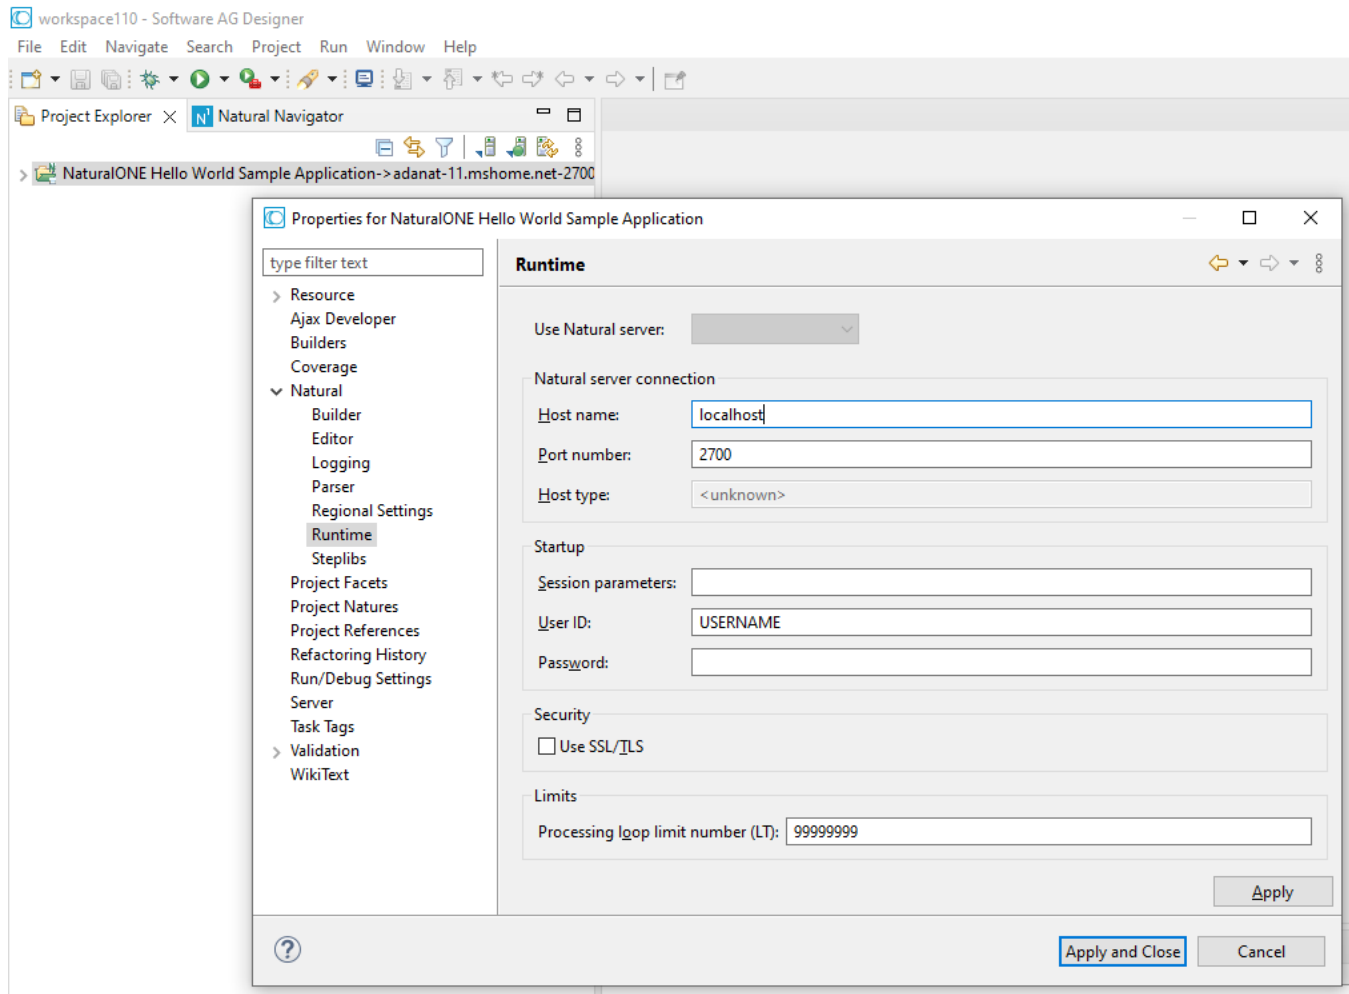 workspace110 - Software AG Designer
File Edit Navigate Search Project Run Window Help
Project Explorer Natural Navigator
NaturalONE Hello World Sample Application->adanat-11.mshome.net-2700
Properties for NaturalONE Hello World Sample Application
type filter text
Resource
Ajax Developer
Builders
Coverage
Natural
Builder
Editor
Logging
Parser
Regional Settings
Runtime
Steplibs
Project Facets
Project Natures
Project References
Refactoring History
Run/Debug Settings
Server
Task Tags
Validation
WikiText
Runtime
Use Natural server:
Natural server connection
Host name: localhost
Port number: 2700
Host type: <unknown>
Startup
Session parameters:
User ID: USERNAME
Password:
Security
Use SSL/TLS
Limits
Processing loop limit number (LT): 99999999
Apply
Apply and Close Cancel